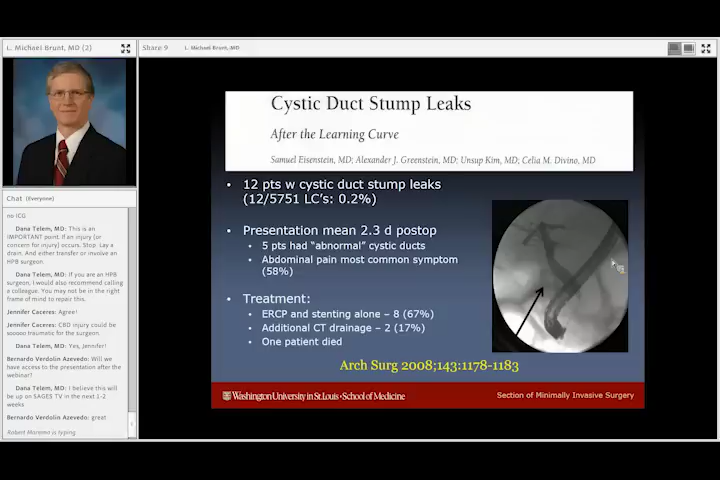 L. Michael Brunt, MD (2)
Share 9 L. Michael Brunt, MD
Chat (Everyone)
no ICG
Dana Telem, MD: This is an
IMPORTANT point. If an injury (or
concern for injury) occurs. Stop. Lay a
drain. And either transfer or involve an
HPB surgeon.
Dana Telem, MD: If you are an HPB
surgeon, I would also recommend calling
a colleague. You may not be in the right
frame of mind to repair this.
Jennifer Caceres: Agree!
Jennifer Caceres: CBD injury could be
sooooo traumatic for the surgeon.
Dana Telem, MD: Yes, Jennifer!
Bernardo Verdolin Azevedo: Will we
have access to the presentation after the
webinar?
Dana Telem, MD: I believe this will
be up on SAGES TV in the next 1-2
weeks
Bernardo Verdolin Azevedo: great
Robert Moremo is typing.
Cystic Duct Stump Leaks
After the Learning Curve
Samuel Eisenstein, MD; Alexander J. Greenstein, MD; Unsup Kim, MD; Celia M. Divino, MD
• 12 pts w cystic duct stump leaks
(12/5751 LC's: 0.2%)
• Presentation mean 2.3 d postop
• 5 pts had "abnormal" cystic ducts
• Abdominal pain most common symptom
(58%)
• Treatment:
• ERCP and stenting alone – 8 (67%)
• Additional CT drainage – 2 (17%)
• One patient died
Arch Surg 2008;143:1178-1183
Washington University in St. Louis • School of Medicine
Section of Minimally Invasive Surgery